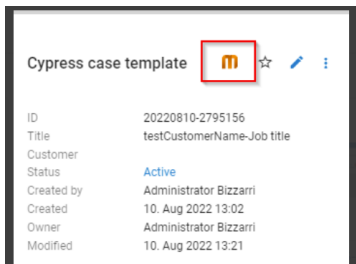 Cypress case template
ID 20220810-2795156
Title testCustomerName-Job title
Customer
Status Active
Created by Administrator Bizzarri
Created 10. Aug 2022 13:02
Owner Administrator Bizzarri
Modified 10. Aug 2022 13:21